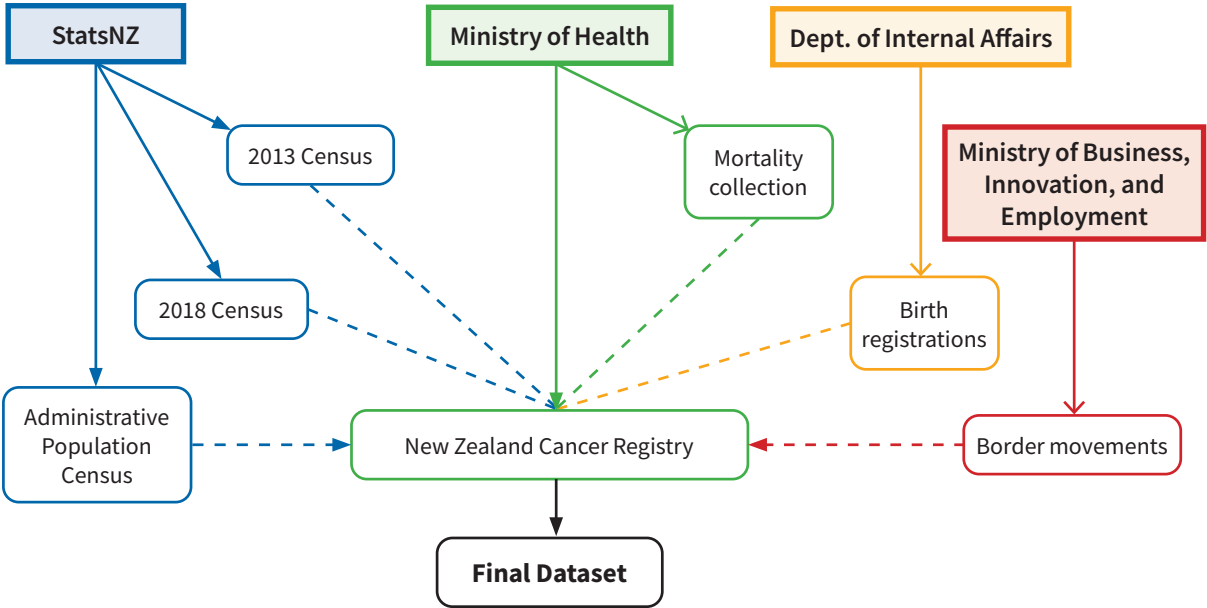 StatsNZ
Ministry of Health
Dept. of Internal Affairs
2013 Census
Mortality
collection
Ministry of Business,
Innovation, and
Employment
2018 Census
Birth
registrations
Administrative
Population
Census
New Zealand Cancer Registry
Border movements
Final Dataset